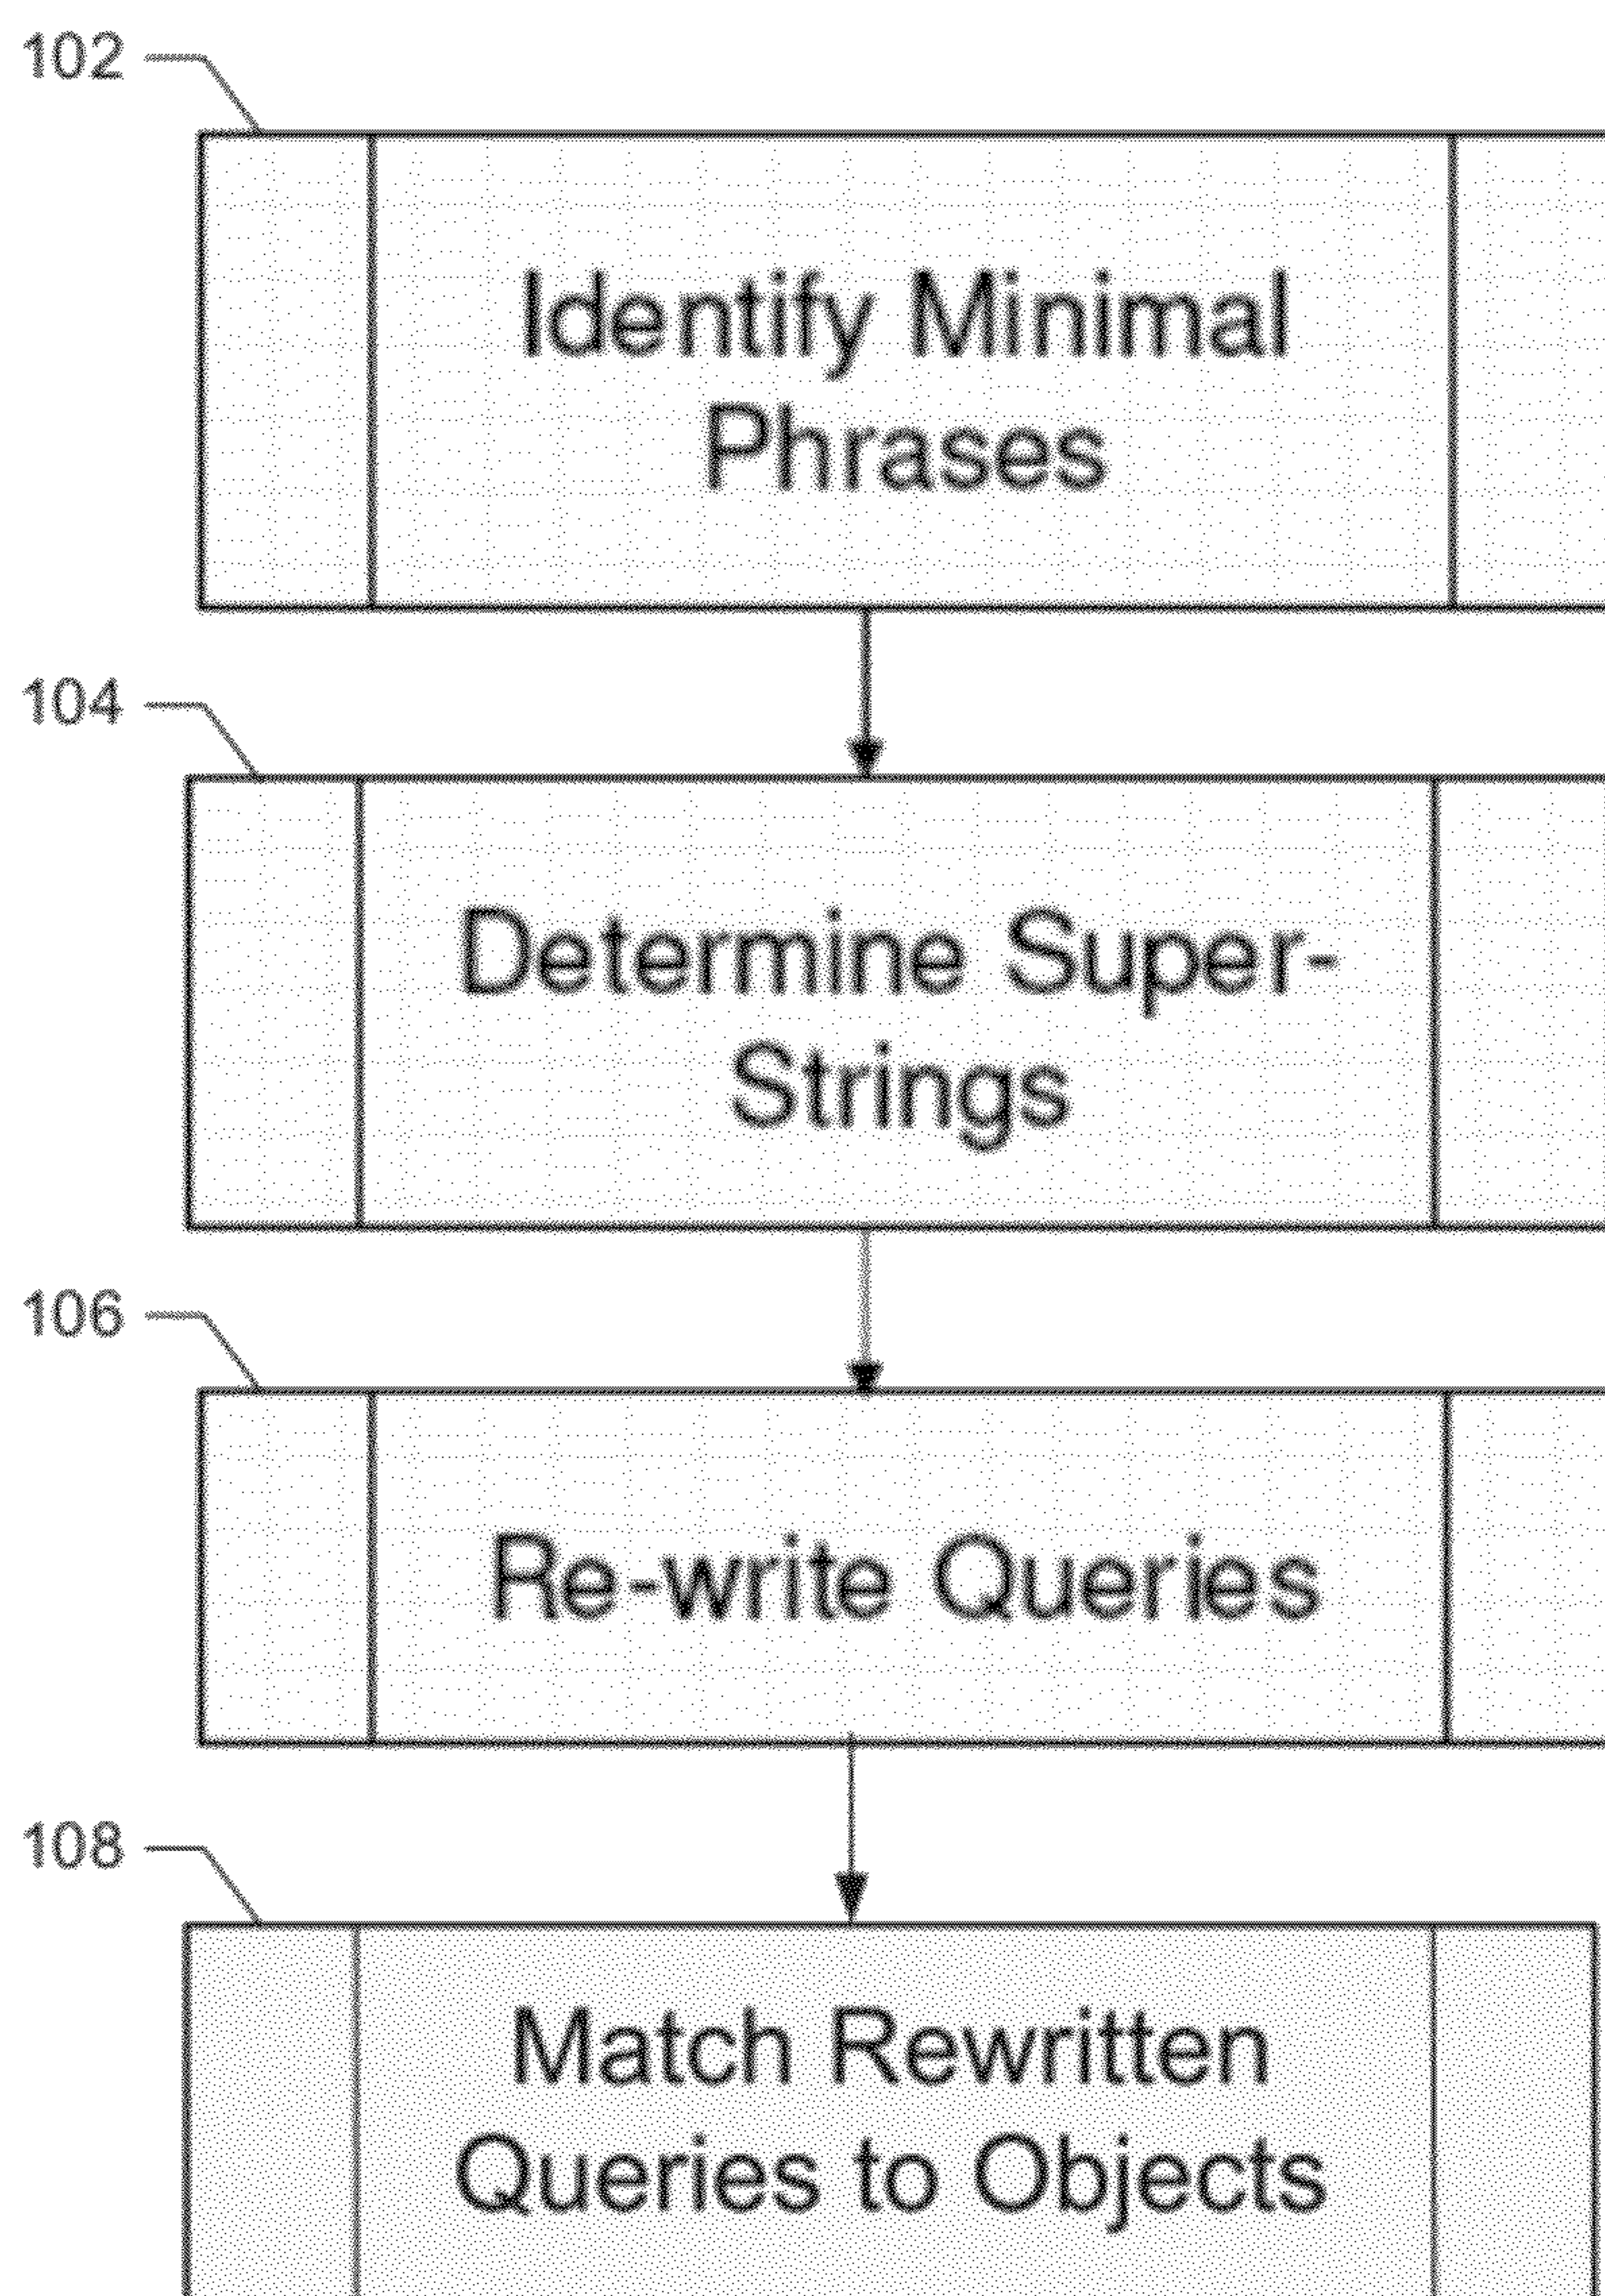 102
Identify Minimal
Phrases
104
Determine Super-
Strings
106
Re-write Queries
108
Match Rewritten
Queries to Objects